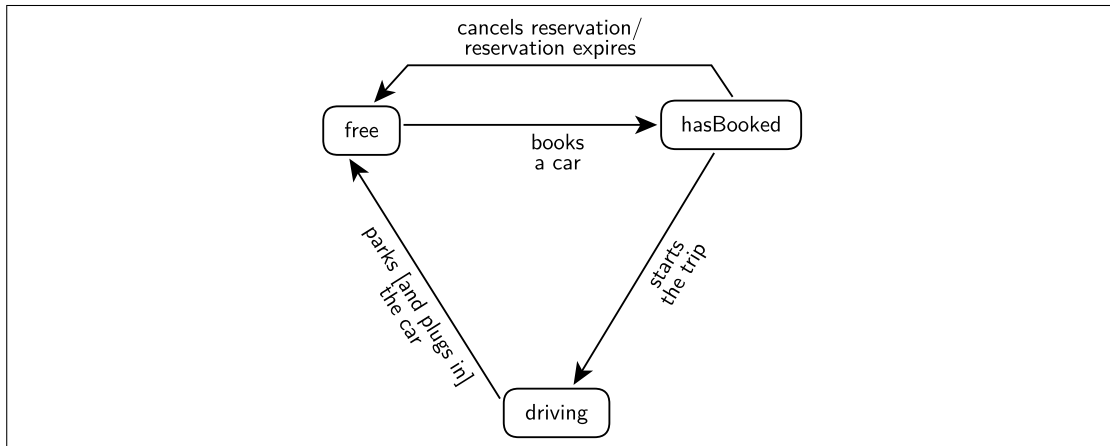 cancels reservation/
reservation expires
free
hasBooked
books
a car
starts
the trip
parks [and plugs in]
the car
driving